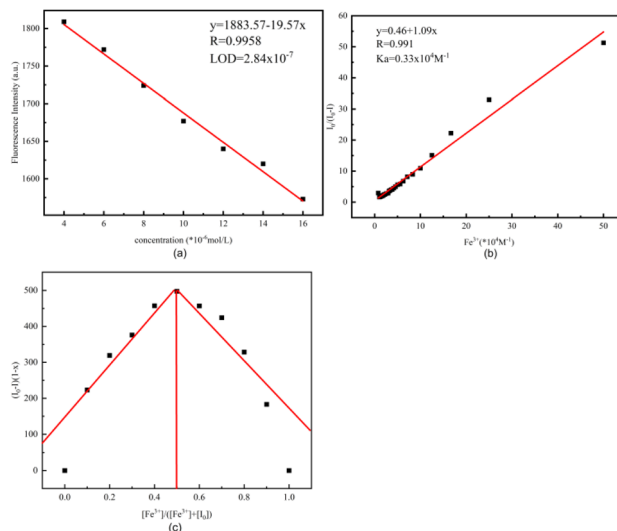 y=1883.57-19.57x
R=0.9958
LOD=2.84x10⁻⁷
1800
1750
1700
1650
1600
Fluorescence Intensity (a.u.)
4 6 8 10 12 14 16
concentration (*10⁻⁶mol/L)
(a)
y=0.46+1.09x
R=0.991
Ka=0.33x10⁴M⁻¹
60
50
40
30
20
10
0
I₀/(I₀-I)
0 10 20 30 40 50
Fe³⁺(*10⁴M⁻¹)
(b)
500
400
300
200
100
0
(I₀-I)(1-x)
0.0 0.2 0.4 0.6 0.8 1.0
[Fe³⁺]/([Fe³⁺]+[I₀])
(c)